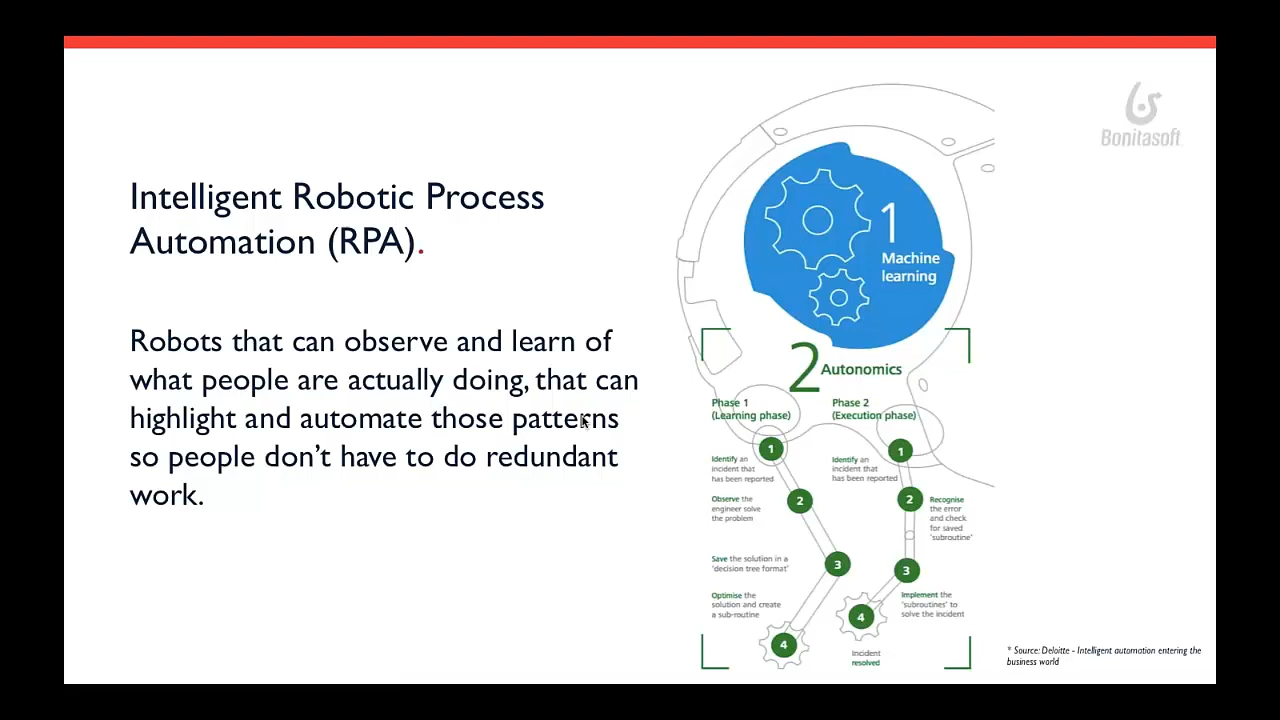 Bonitasoft
Intelligent Robotic Process
Automation (RPA).
Robots that can observe and learn of
what people are actually doing, that can
highlight and automate those patterns
so people don't have to do redundant
work.
1
Machine
learning
2 Autonomics
Phase 1
(Learning phase)
1
Identify an
incident that
has been reported
2
Observe the
engineer solve
the problem
3
Save the solution in a
'decision tree format'
4
Optimise the
solution and create
a sub-routine
Phase 2
(Execution phase)
1
Identify an
incident that
has been reported
2
Recognise
the error
and check
for saved
'subroutine'
3
Implement the
'subroutines' to
solve the incident
4
Incident
resolved
* Source: Deloitte - Intelligent automation entering the
business world